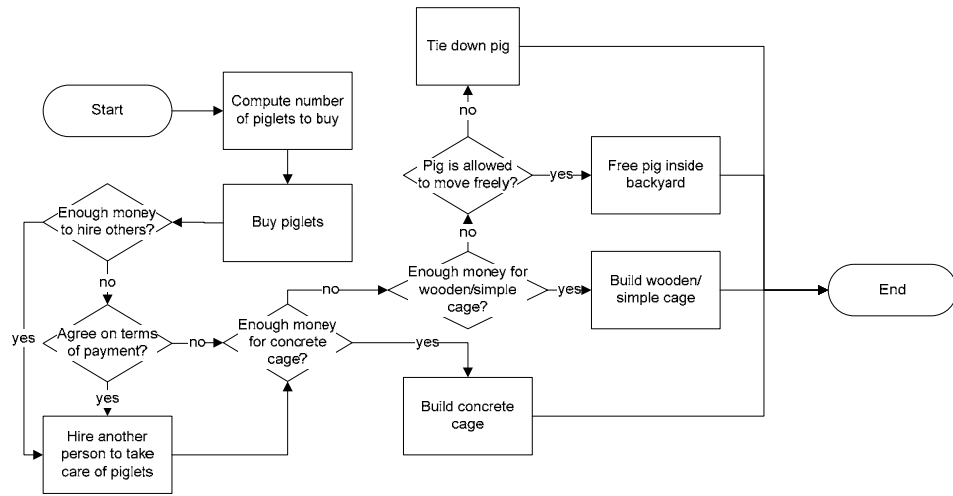 Start
Compute number
of piglets to buy
Buy piglets
Enough money
to hire others?
no
yes
Agree on terms
of payment?
no
yes
Hire another
person to take
care of piglets
Enough money
for concrete
cage?
no
yes
Build concrete
cage
Enough money for
wooden/simple
cage?
no
yes
Build wooden/
simple cage
Pig is allowed
to move freely?
no
yes
Free pig inside
backyard
Tie down pig
End